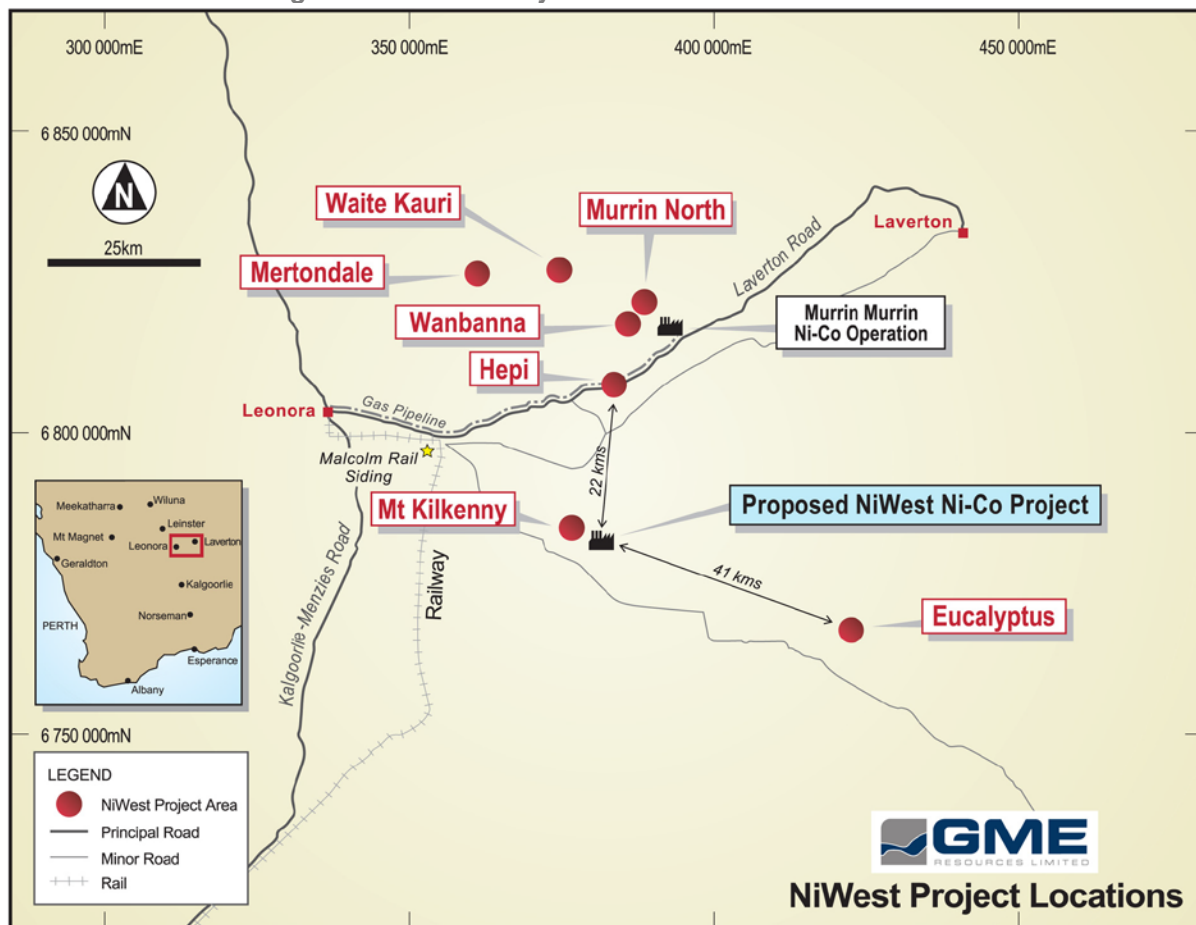 300 000mE
350 000mE
400 000mE
450 000mE
6 850 000mN
N
25km
Waite Kauri
Murrin North
Laverton
Mertondale
Laverton Road
Wanbanna
Murrin Murrin
Ni-Co Operation
Hepi
Leonora
Gas Pipeline
6 800 000mN
Malcolm Rail
Siding
22 kms
Mt Kilkenny
Proposed NiWest Ni-Co Project
41 kms
Eucalyptus
Kalgoorlie-Menzies Road
Railway
Meekatharra
Wiluna
Leinster
Mt Magnet
Leonora
Laverton
Geraldton
Kalgoorlie
Norseman
PERTH
Esperance
Albany
6 750 000mN
LEGEND
NiWest Project Area
Principal Road
Minor Road
Rail
GME
RESOURCES LIMITED
NiWest Project Locations